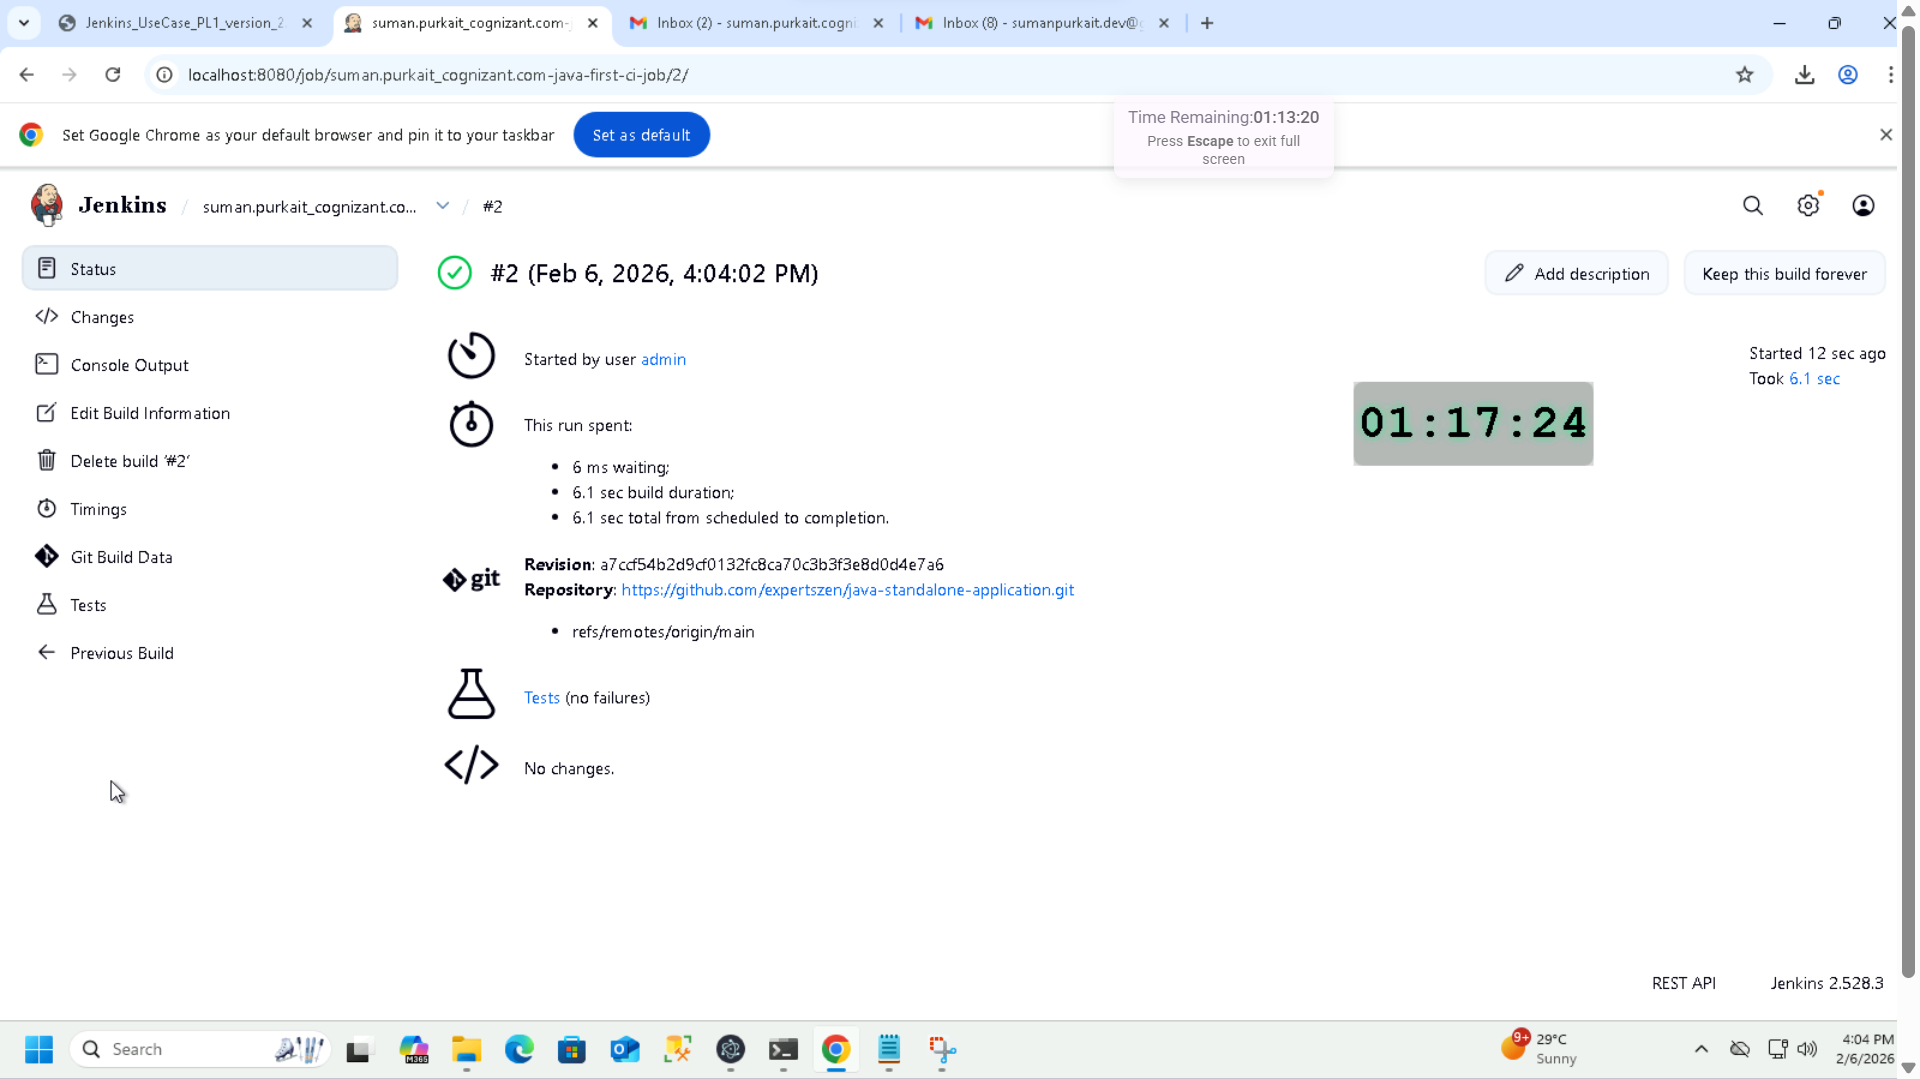 Jenkins_UseCase_PL1_version_2
suman.purkait_cognizant.com-j
Inbox (2) - suman.purkait.cogni
Inbox (8) - sumanpurkait.dev@g
localhost:8080/job/suman.purkait_cognizant.com-java-first-ci-job/2/
Set Google Chrome as your default browser and pin it to your taskbar
Set as default
Time Remaining:01:13:20
Press Escape to exit full
screen
Jenkins / suman.purkait_cognizant.co... / #2
Status
Changes
Console Output
Edit Build Information
Delete build '#2'
Timings
Git Build Data
Tests
Previous Build
#2 (Feb 6, 2026, 4:04:02 PM)
Add description
Keep this build forever
Started by user admin
Started 12 sec ago
Took 6.1 sec
01:17:24
This run spent:
• 6 ms waiting;
• 6.1 sec build duration;
• 6.1 sec total from scheduled to completion.
git
Revision: a7ccf54b2d9cf0132fc8ca70c3b3f3e8d0d4e7a6
Repository: https://github.com/expertszen/java-standalone-application.git
• refs/remotes/origin/main
Tests (no failures)
No changes.
REST API
Jenkins 2.528.3
Search
M365
9+
29°C
Sunny
4:04 PM
2/6/2026